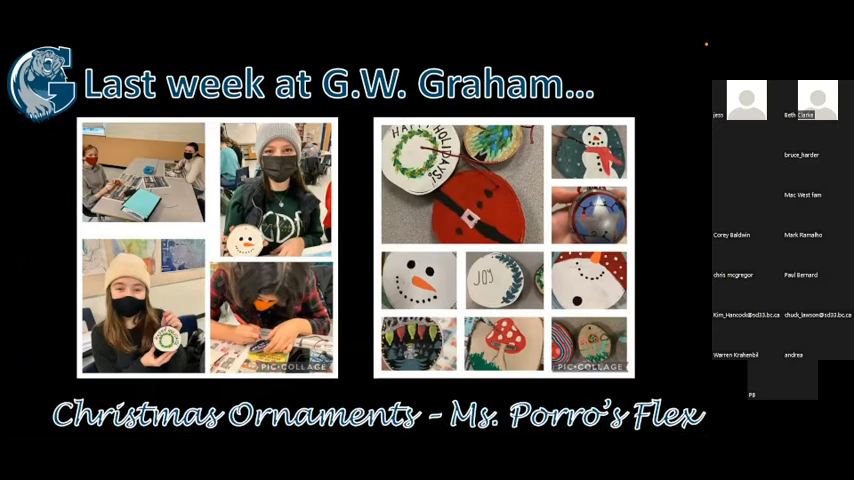 G
Last week at G.W. Graham...
HAPPY HOLIDAYS!
JOY
PIC•COLLAGE
PIC•COLLAGE
Christmas Ornaments - Ms. Porro's Flex
jess
Beth Clarke
bruce_harder
Mac West fam
Corey Baldwin
Mark Ramalho
chris mcgregor
Paul Bernard
Kim_Hancock@sd33.bc.ca
chuck_lawson@sd33.bc.ca
Warren Krahenbil
andrea
PB